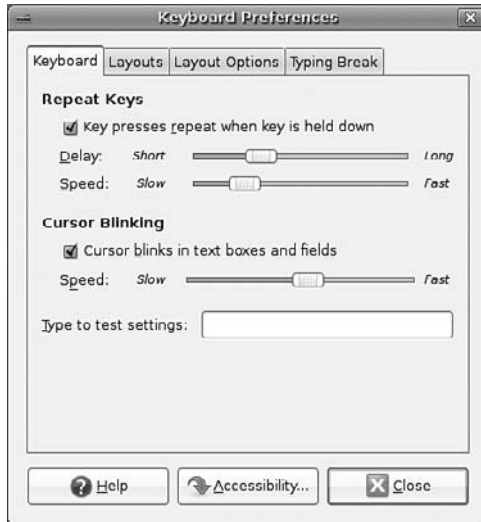 Keyboard Preferences
Keyboard Layouts Layout Options Typing Break
Repeat Keys
Key presses repeat when key is held down
Delay: Short Long
Speed: Slow Fast
Cursor Blinking
Cursor blinks in text boxes and fields
Speed: Slow Fast
Type to test settings:
Help Accessibility... Close